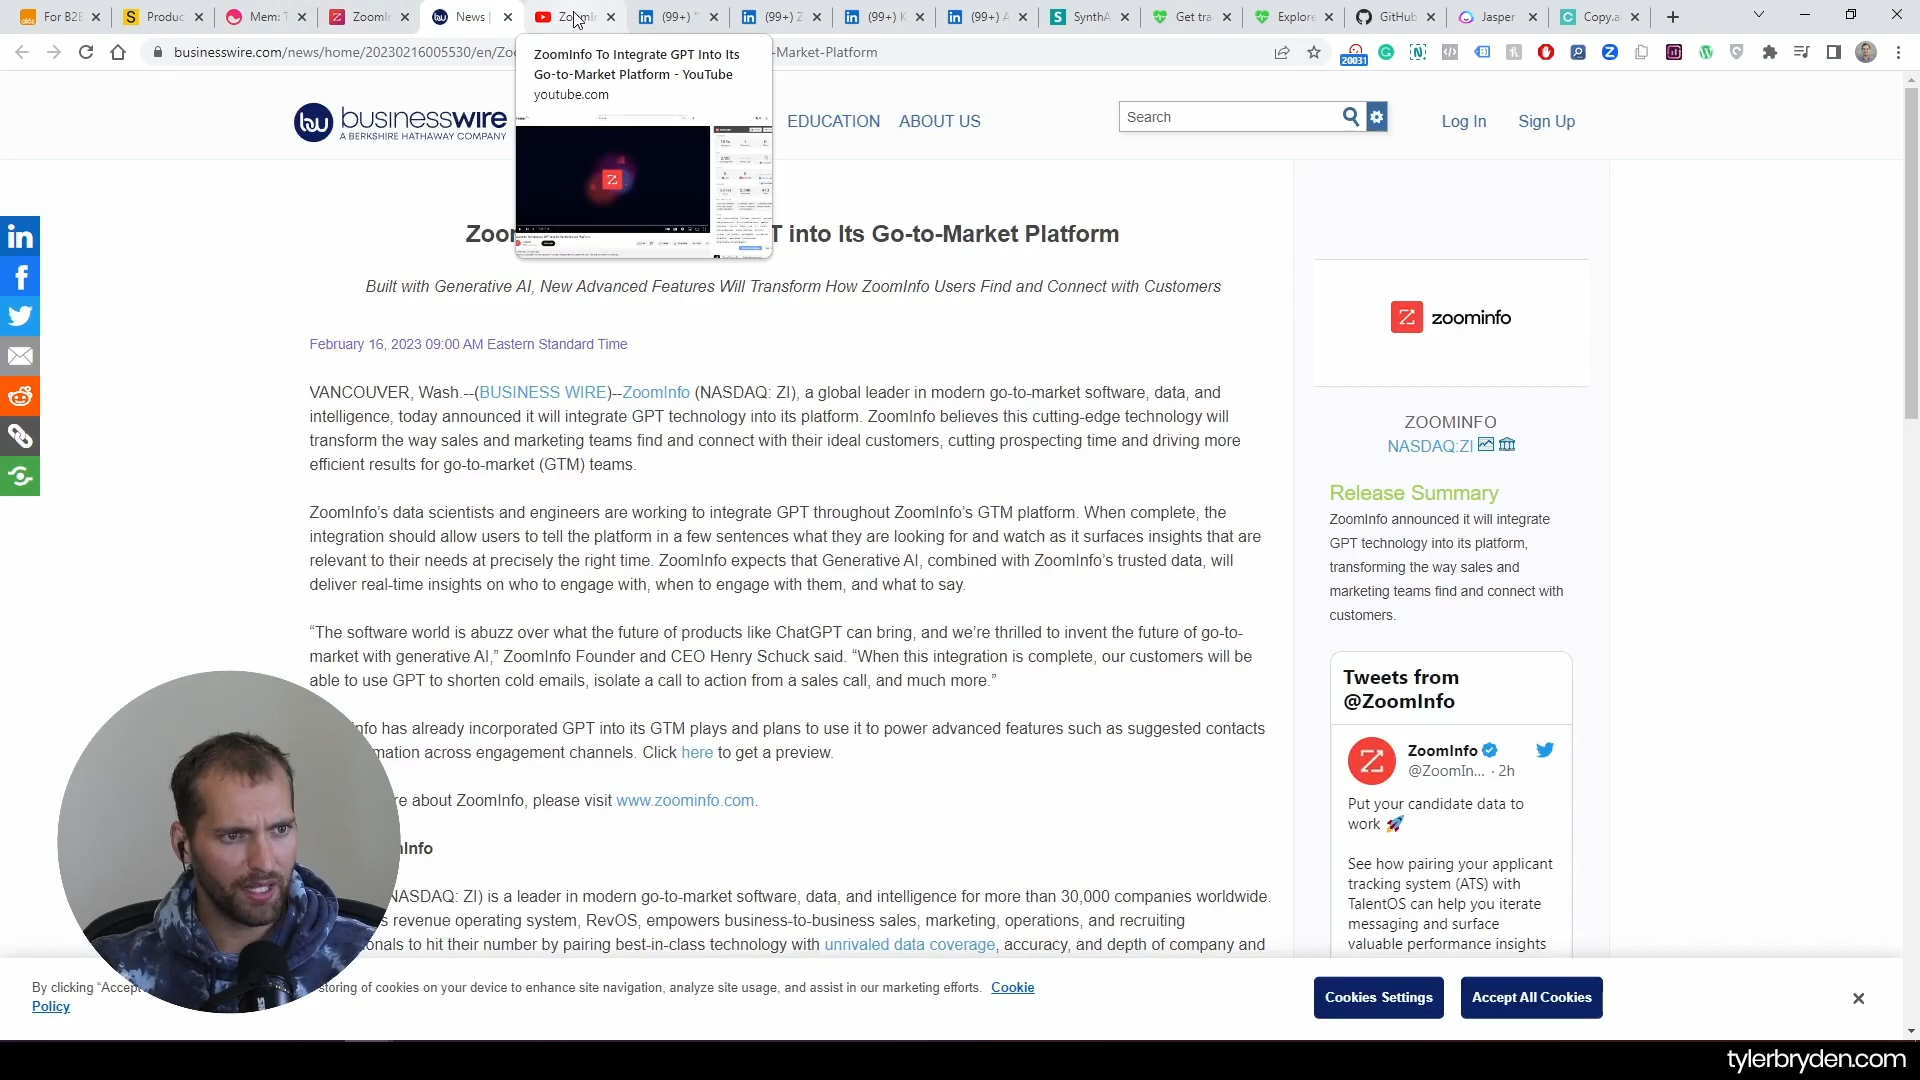 For B2B
Produc
Mem: T
ZoomIn
News |
ZoomIn
(99+) "
(99+) Z
(99+) K
(99+) A
SynthA
Get tra
Explore
GitHub
Jasper
Copy.a
businesswire.com/news/home/20230216005530/en/Zoo
-Market-Platform
20031
ZoomInfo To Integrate GPT Into Its
Go-to-Market Platform - YouTube
youtube.com
businesswire
A BERKSHIRE HATHAWAY COMPANY
EDUCATION
ABOUT US
Search
Log In
Sign Up
Zoo
T into Its Go-to-Market Platform
Built with Generative AI, New Advanced Features Will Transform How ZoomInfo Users Find and Connect with Customers
February 16, 2023 09:00 AM Eastern Standard Time
VANCOUVER, Wash.--(BUSINESS WIRE)--ZoomInfo (NASDAQ: ZI), a global leader in modern go-to-market software, data, and
intelligence, today announced it will integrate GPT technology into its platform. ZoomInfo believes this cutting-edge technology will
transform the way sales and marketing teams find and connect with their ideal customers, cutting prospecting time and driving more
efficient results for go-to-market (GTM) teams.
ZoomInfo’s data scientists and engineers are working to integrate GPT throughout ZoomInfo’s GTM platform. When complete, the
integration should allow users to tell the platform in a few sentences what they are looking for and watch as it surfaces insights that are
relevant to their needs at precisely the right time. ZoomInfo expects that Generative AI, combined with ZoomInfo’s trusted data, will
deliver real-time insights on who to engage with, when to engage with them, and what to say.
“The software world is abuzz over what the future of products like ChatGPT can bring, and we’re thrilled to invent the future of go-to-
market with generative AI,” ZoomInfo Founder and CEO Henry Schuck said. “When this integration is complete, our customers will be
able to use GPT to shorten cold emails, isolate a call to action from a sales call, and much more.”
nfo has already incorporated GPT into its GTM plays and plans to use it to power advanced features such as suggested contacts
mation across engagement channels. Click here to get a preview.
re about ZoomInfo, please visit www.zoominfo.com.
nInfo
NASDAQ: ZI) is a leader in modern go-to-market software, data, and intelligence for more than 30,000 companies worldwide.
s revenue operating system, RevOS, empowers business-to-business sales, marketing, operations, and recruiting
onals to hit their number by pairing best-in-class technology with unrivaled data coverage, accuracy, and depth of company and
zoominfo
ZOOMINFO
NASDAQ:ZI
Release Summary
ZoomInfo announced it will integrate
GPT technology into its platform,
transforming the way sales and
marketing teams find and connect with
customers.
Tweets from
@ZoomInfo
ZoomInfo
@ZoomIn... · 2h
Put your candidate data to
work 🚀
See how pairing your applicant
tracking system (ATS) with
TalentOS can help you iterate
messaging and surface
valuable performance insights
By clicking “Accept
storing of cookies on your device to enhance site navigation, analyze site usage, and assist in our marketing efforts. Cookie
Policy
Cookies Settings
Accept All Cookies
tylerbryden.com